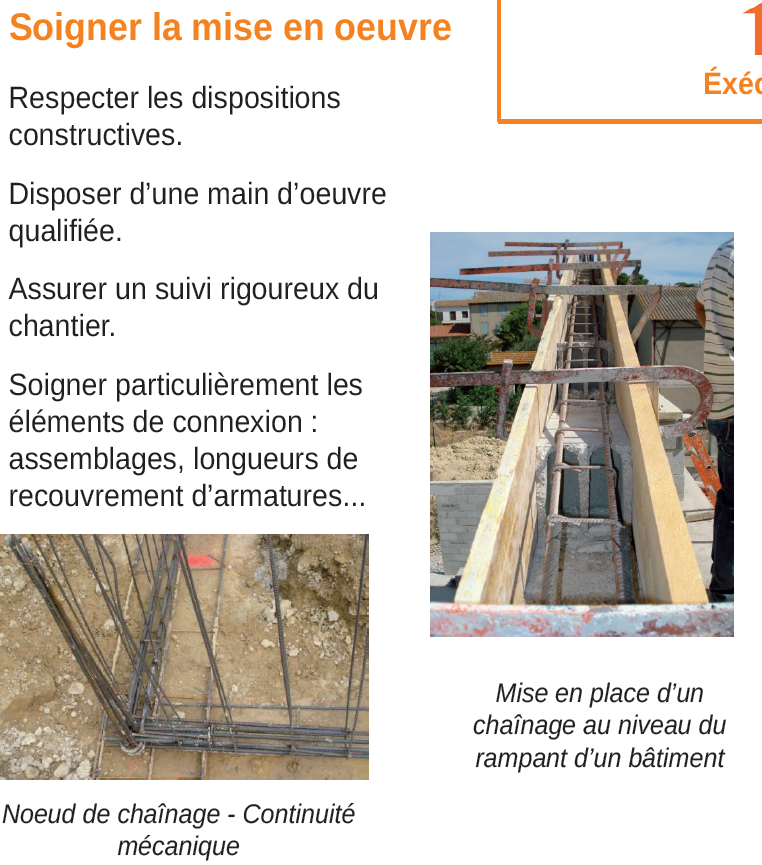 Soigner la mise en oeuvre
Respecter les dispositions
constructives.
Disposer d’une main d’oeuvre
qualifiée.
Assurer un suivi rigoureux du
chantier.
Soigner particulièrement les
éléments de connexion :
assemblages, longueurs de
recouvrement d’armatures...
1
Éxéc
Mise en place d’un
chaînage au niveau du
rampant d’un bâtiment
Noeud de chaînage - Continuité
mécanique